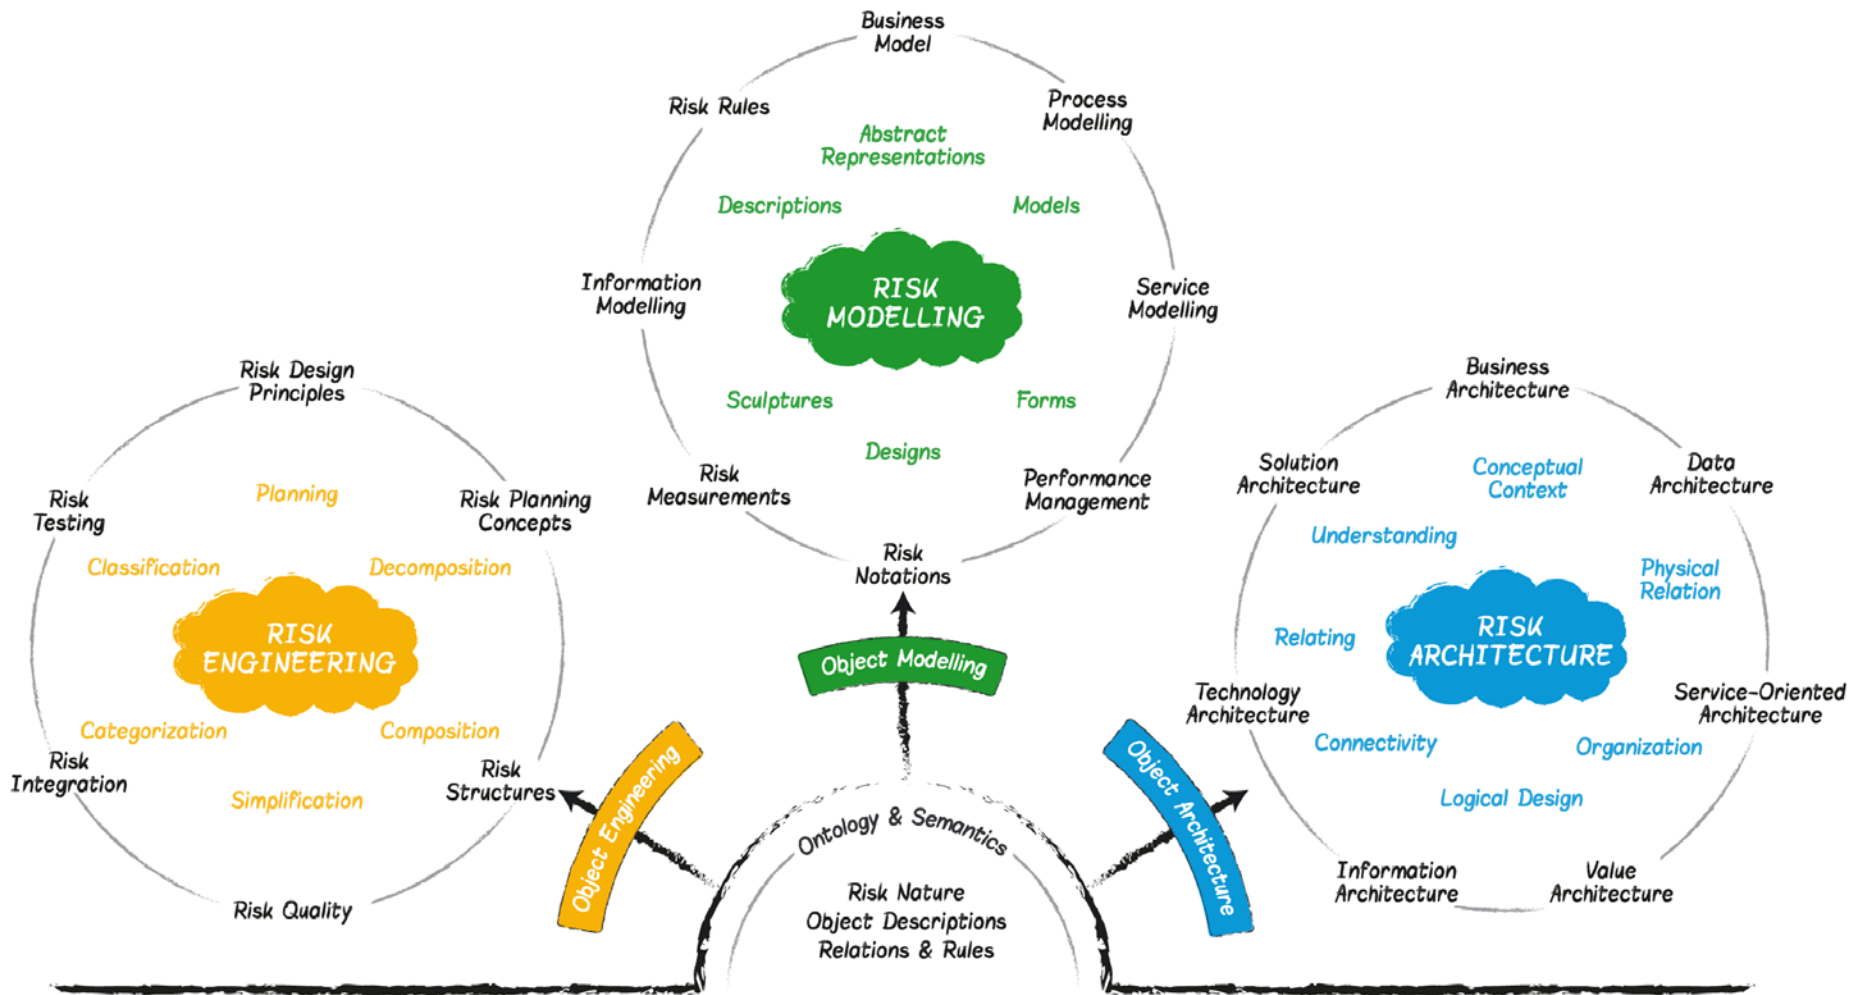 Business
Model
Risk Rules
Process
Modelling
Abstract
Representations
Descriptions
Models
Information
Modelling
RISK
MODELLING
Service
Modelling
Sculptures
Forms
Designs
Risk
Measurements
Performance
Management
Risk
Notations
Risk Design
Principles
Risk
Testing
Planning
Risk Planning
Concepts
Classification
Decomposition
RISK
ENGINEERING
Categorization
Composition
Risk
Integration
Risk
Structures
Simplification
Risk Quality
Business
Architecture
Solution
Architecture
Conceptual
Context
Data
Architecture
Understanding
Physical
Relation
Relating
RISK
ARCHITECTURE
Technology
Architecture
Service-Oriented
Architecture
Connectivity
Organization
Logical Design
Information
Architecture
Value
Architecture
Object Engineering
Object Modelling
Object Architecture
Ontology & Semantics
Risk Nature
Object Descriptions
Relations & Rules